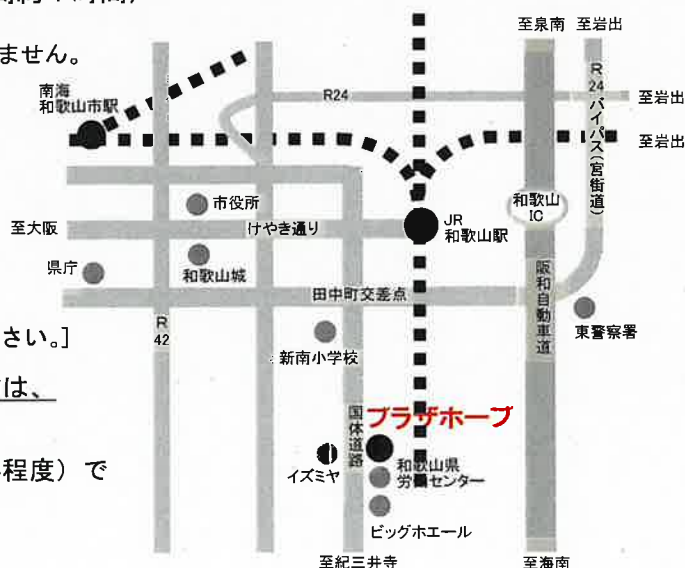 ません。
至泉南
至岩出
南海
和歌山市駅
R24
至岩出
R24バイパス(宮街道)
至岩出
市役所
和歌山
IC
至大阪
けやき通り
JR
和歌山駅
県庁
和歌山城
田中町交差点
阪和自動車道
さい。]
R
42
新南小学校
東警察署
は、
国体道路
プラザホープ
程度）で
イズミヤ
和歌山県
労働センター
ビッグホエール
至紀三井寺
至海南